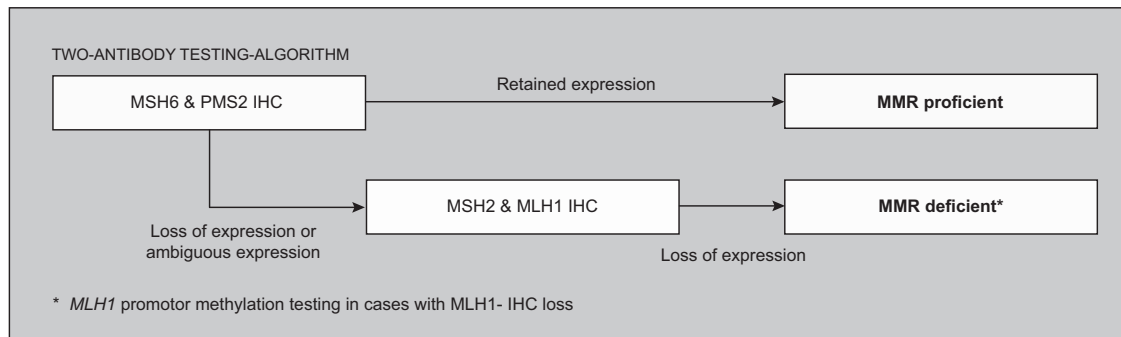 TWO-ANTIBODY TESTING-ALGORITHM
MSH6 & PMS2 IHC
Retained expression
MMR proficient
MSH2 & MLH1 IHC
MMR deficient*
Loss of expression or
ambiguous expression
Loss of expression
* MLH1 promotor methylation testing in cases with MLH1- IHC loss